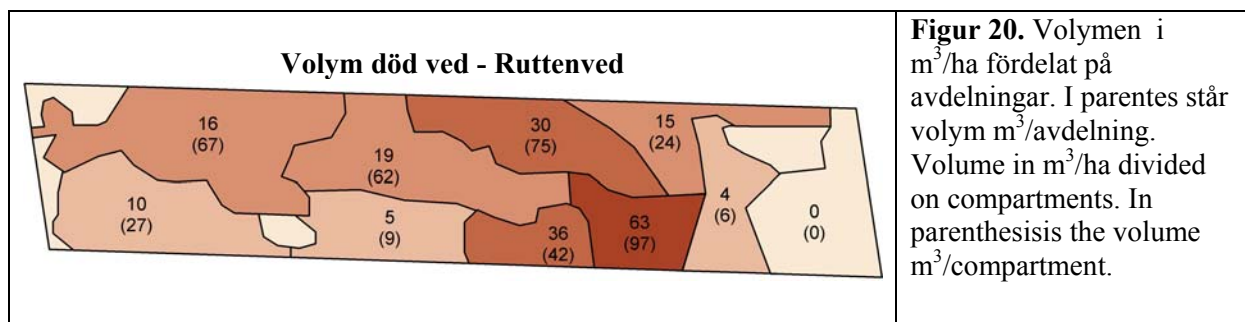 Volym död ved - Ruttenved
16
(67)
30
(75)
15
(24)
19
(62)
10
(27)
5
(9)
36
(42)
63
(97)
4
(6)
0
(0)
Figur 20. Volymen i
m³/ha fördelat på
avdelningar. I parentes står
volym m³/avdelning.
Volume in m³/ha divided
on compartments. In
parenthesisis the volume
m³/compartment.